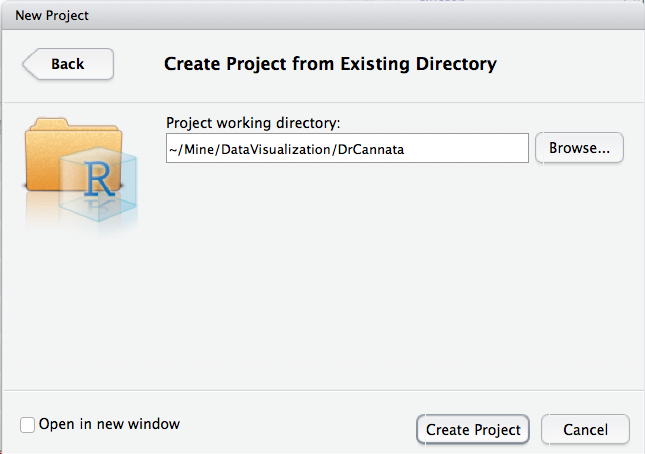 New Project
Back
Create Project from Existing Directory
Project working directory:
~/Mine/DataVisualization/DrCannata
Browse...
R
Open in new window
Create Project
Cancel